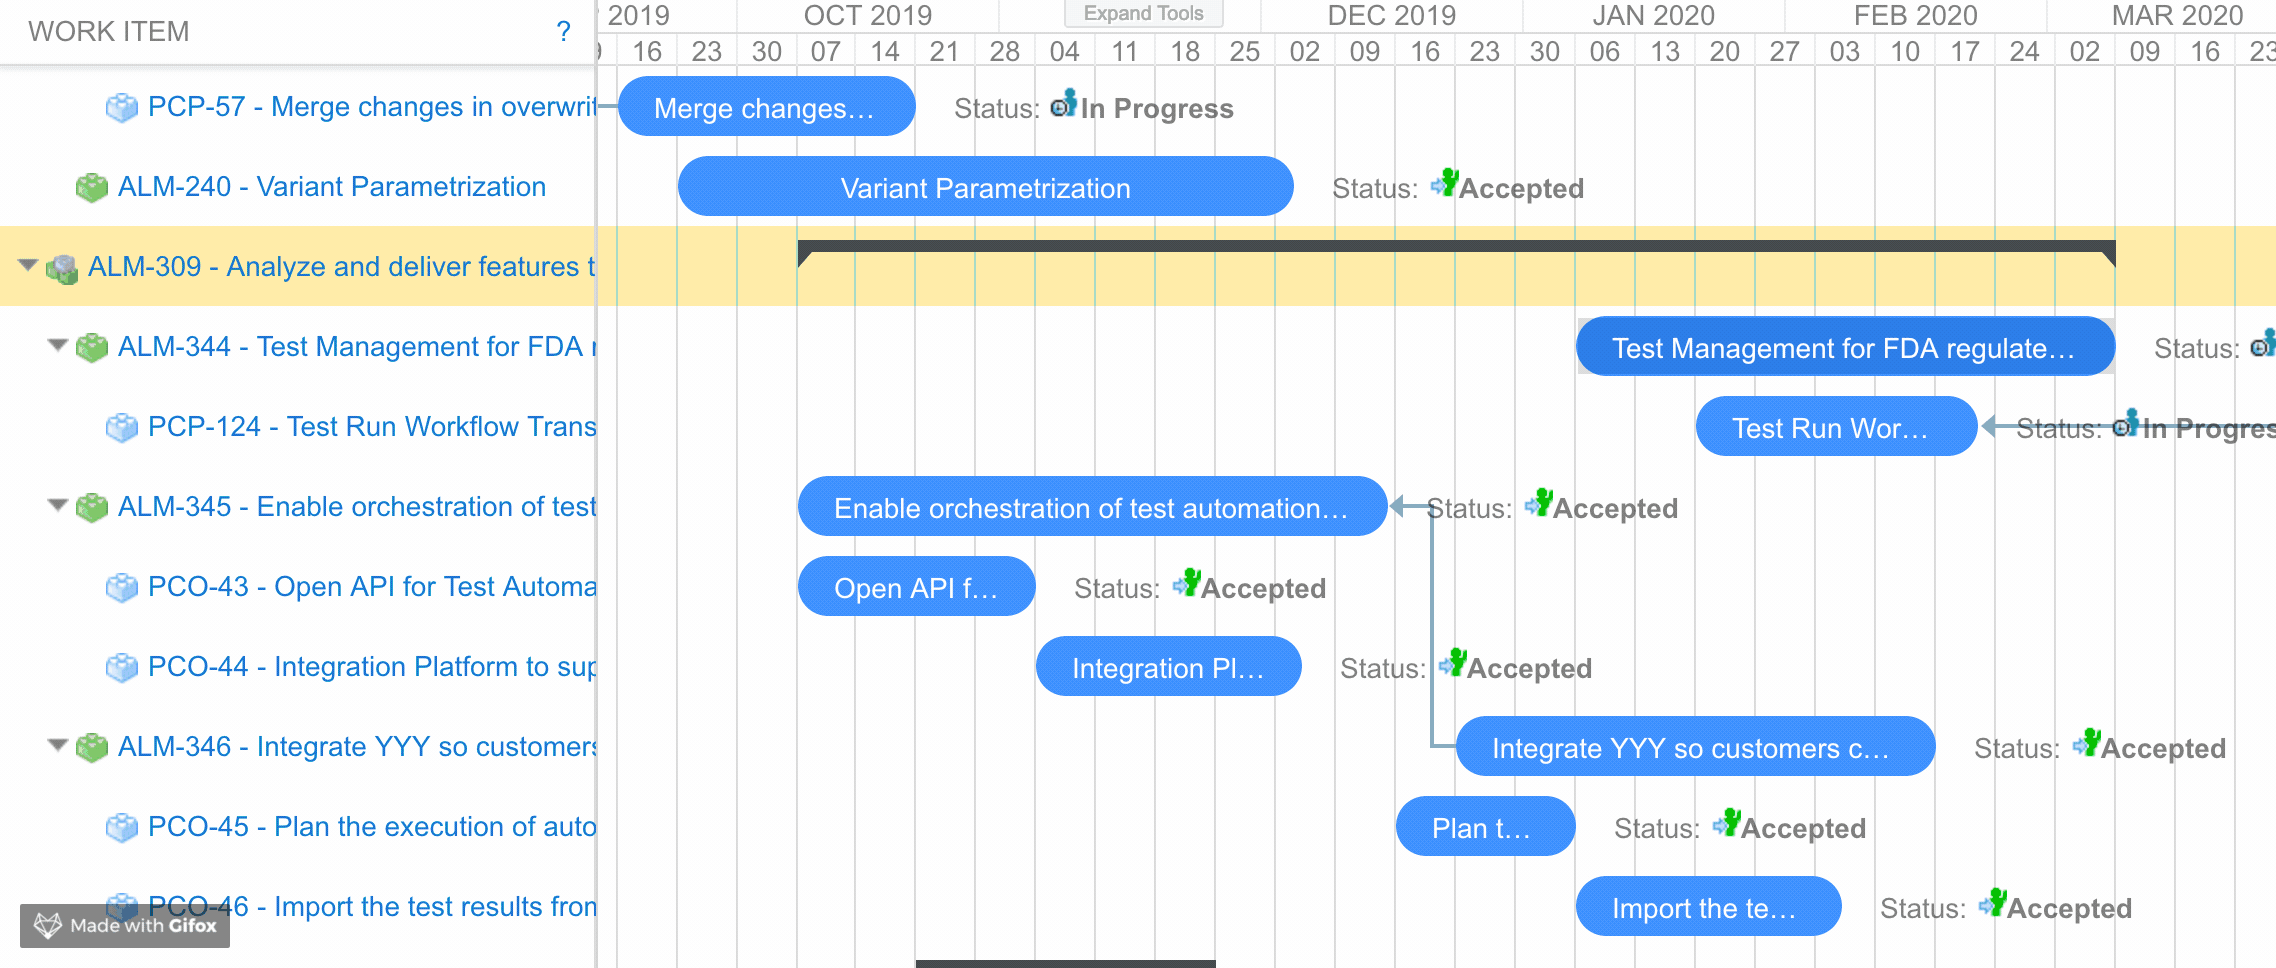 WORK ITEM ?
2019 OCT 2019 Expand Tools DEC 2019 JAN 2020 FEB 2020 MAR 2020
16 23 30 07 14 21 28 04 11 18 25 02 09 16 23 30 06 13 20 27 03 10 17 24 02 09 16 23
PCP-57 - Merge changes in overwrit Merge changes... Status: In Progress
ALM-240 - Variant Parametrization Variant Parametrization Status: Accepted
ALM-309 - Analyze and deliver features t
ALM-344 - Test Management for FDA r Test Management for FDA regulate... Status:
PCP-124 - Test Run Workflow Trans Test Run Wor... Status: In Progres
ALM-345 - Enable orchestration of test Enable orchestration of test automation... Status: Accepted
PCO-43 - Open API for Test Automa Open API f... Status: Accepted
PCO-44 - Integration Platform to sup Integration Pl... Status: Accepted
ALM-346 - Integrate YYY so customers Integrate YYY so customers c... Status: Accepted
PCO-45 - Plan the execution of auto Plan t... Status: Accepted
PCO-46 - Import the test results from Import the te... Status: Accepted
Made with Gifox